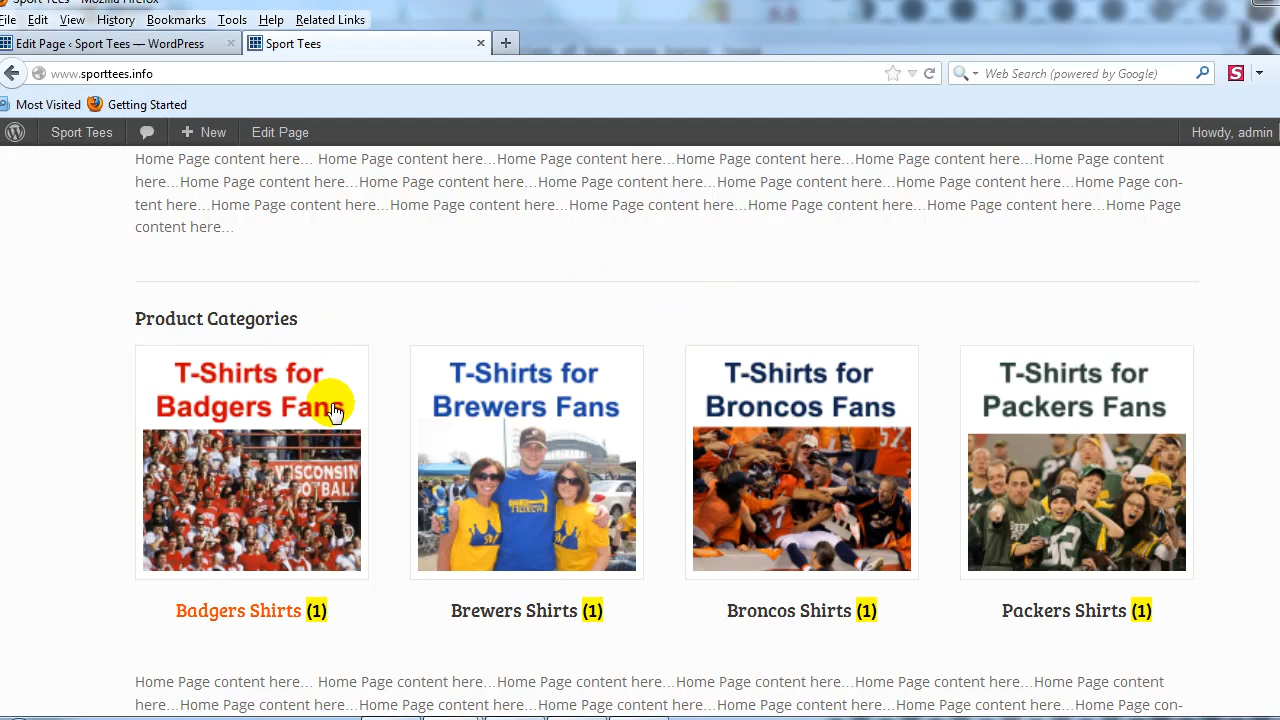 Sport Tees - Mozilla Firefox
File Edit View History Bookmarks Tools Help Related Links
Edit Page ‹ Sport Tees — WordPress
Sport Tees
www.sporttees.info
Web Search (powered by Google)
Most Visited Getting Started
Sport Tees + New Edit Page Howdy, admin
Home Page content here... Home Page content here...Home Page content here...Home Page content here...Home Page content here...Home Page content
here...Home Page content here...Home Page content here...Home Page content here...Home Page content here...Home Page content here...Home Page con-
tent here...Home Page content here...Home Page content here...Home Page content here...Home Page content here...Home Page content here...Home Page
content here...
Product Categories
T-Shirts for
Badgers Fans
WISCONSIN
FOOTBALL
T-Shirts for
Brewers Fans
T-Shirts for
Broncos Fans
T-Shirts for
Packers Fans
Badgers Shirts (1)
Brewers Shirts (1)
Broncos Shirts (1)
Packers Shirts (1)
Home Page content here... Home Page content here...Home Page content here...Home Page content here...Home Page content here...Home Page content
here...Home Page content here...Home Page content here...Home Page content here...Home Page content here...Home Page content here...Home Page con-